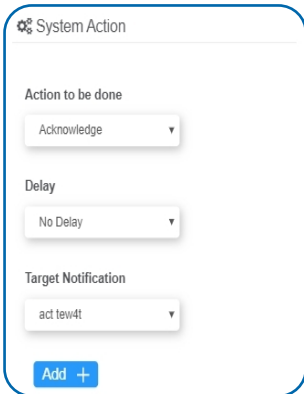 System Action
Action to be done
Acknowledge
Delay
No Delay
Target Notification
act tew4t
Add +